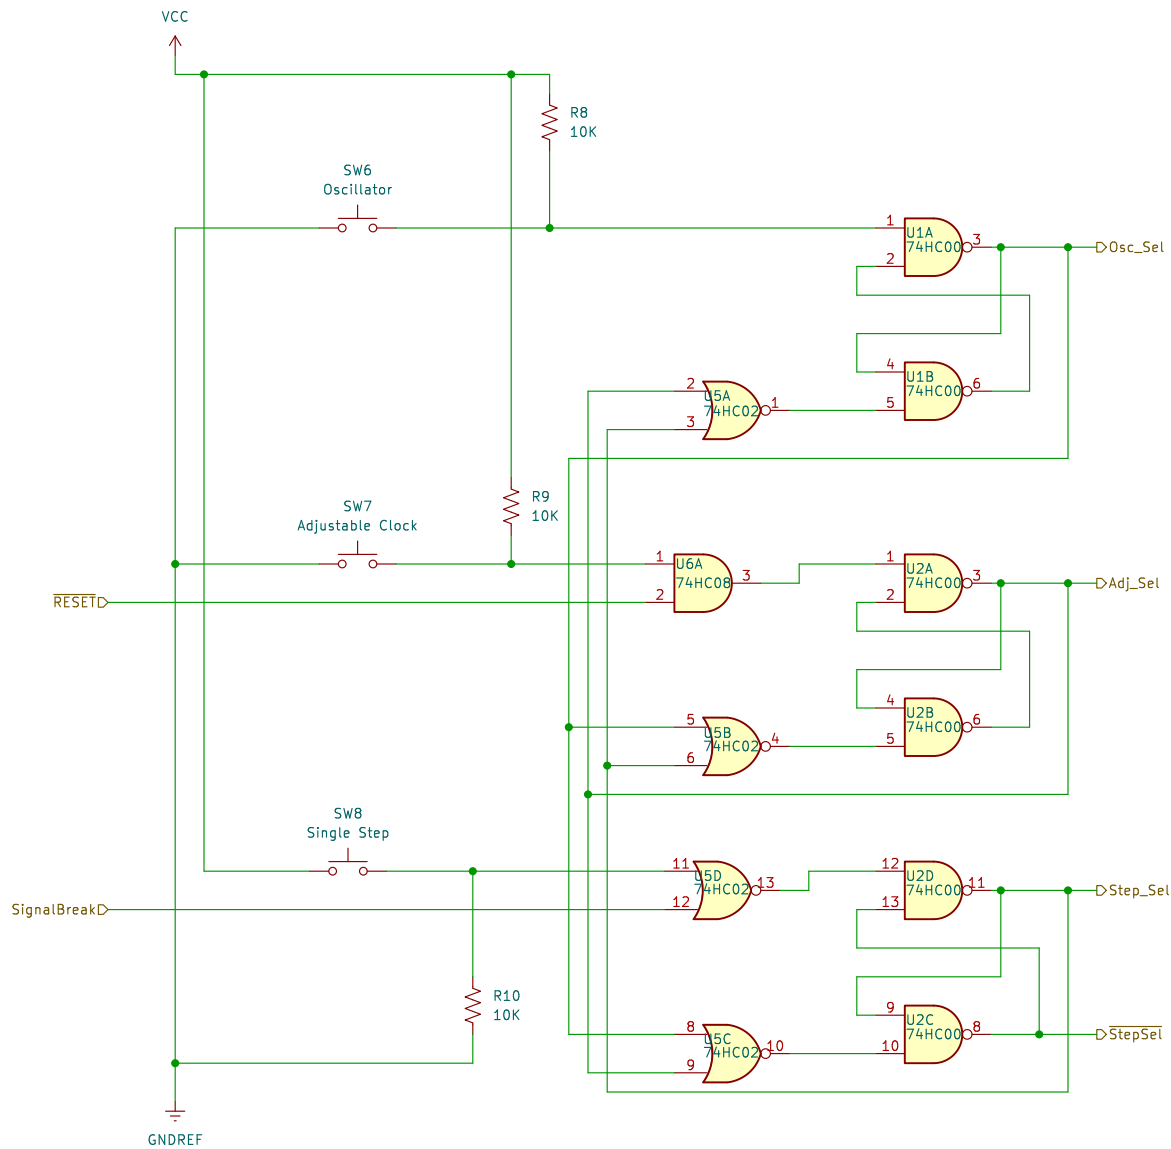 VCC
R8
10K
SW6
Oscillator
1
U1A
74HC00
3
2
Osc_Sel
4
U1B
74HC00
6
5
2
U5A
74HC02
1
3
R9
10K
SW7
Adjustable Clock
1
U6A
74HC08
3
2
RESET
1
U2A
74HC00
3
2
Adj_Sel
4
U2B
74HC00
6
5
5
U5B
74HC02
4
6
SW8
Single Step
11
U5D
74HC02
13
12
SignalBreak
12
U2D
74HC00
11
13
Step_Sel
R10
10K
9
U2C
74HC00
8
10
StepSel
8
U5C
74HC02
10
9
GNDREF